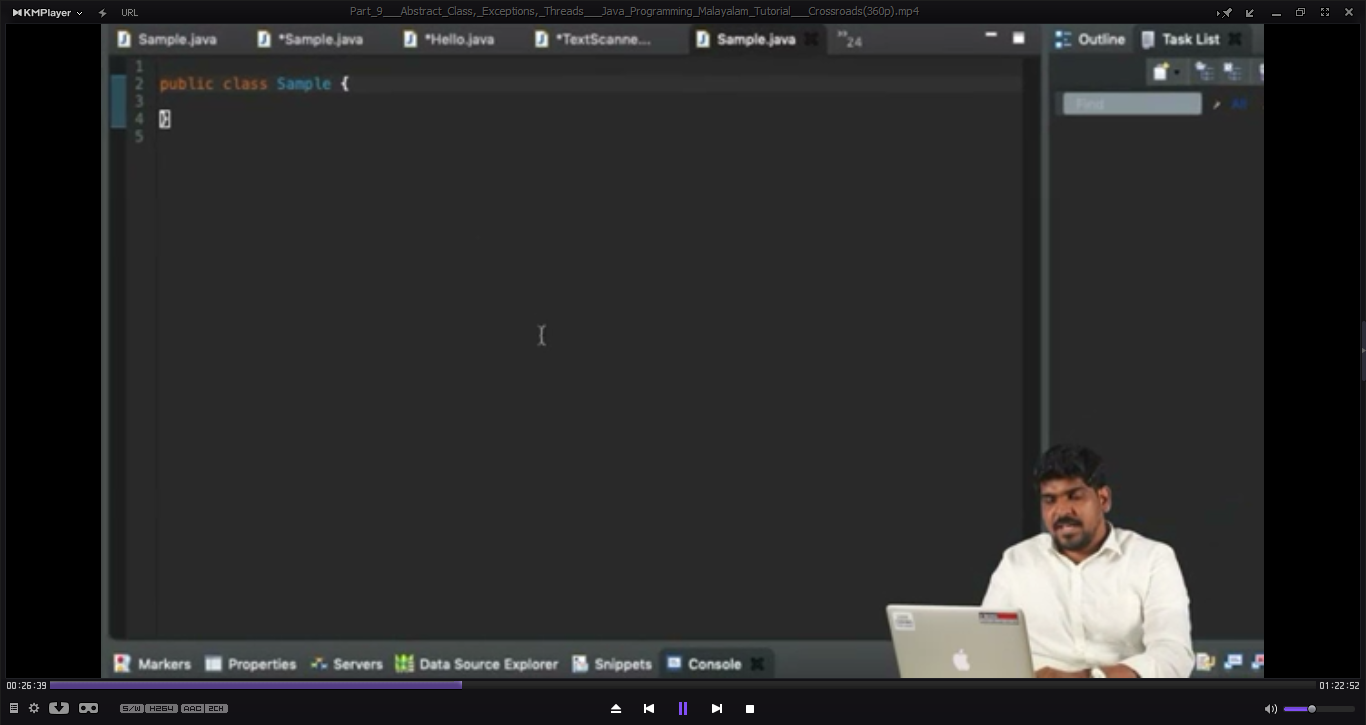 KMPlayer URL Part_9___Abstract_Class,_Exceptions,_Threads___Java_Programming_Malayalam_Tutorial___Crossroads(360p).mp4
Sample.java *Sample.java *Hello.java *TextScanne... Sample.java »24 Outline Task List
Find All
1
2 public class Sample {
3
4 }
5
Markers Properties Servers Data Source Explorer Snippets Console
00:26:39 01:22:52
S/W H264 AAC 2CH